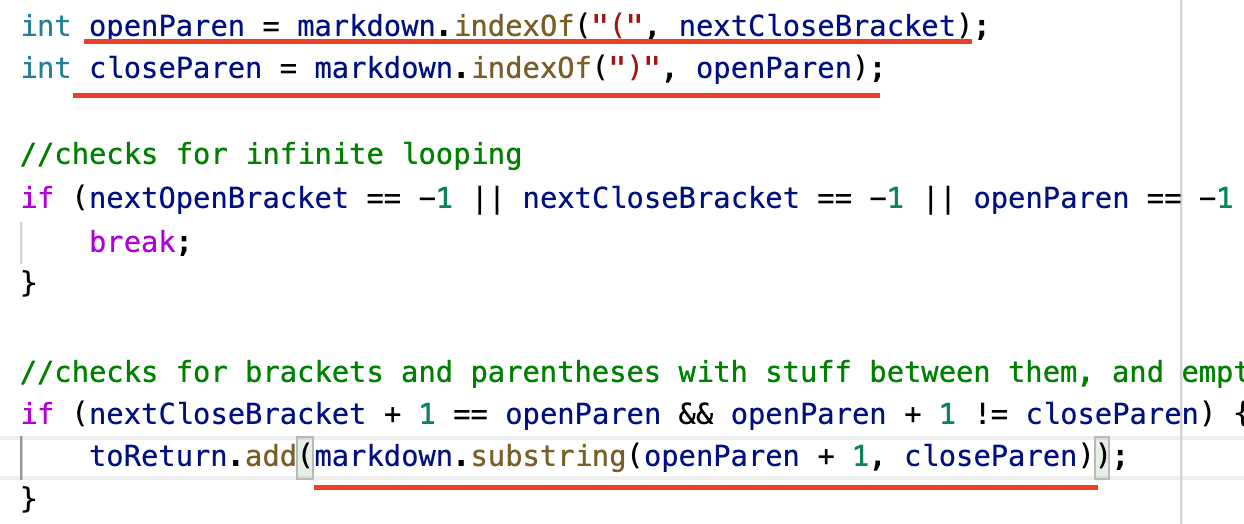 int openParen = markdown.indexOf("(", nextCloseBracket);
int closeParen = markdown.indexOf(")", openParen);
//checks for infinite looping
if (nextOpenBracket == -1 || nextCloseBracket == -1 || openParen == -1
break;
}
//checks for brackets and parentheses with stuff between them, and empt
if (nextCloseBracket + 1 == openParen && openParen + 1 != closeParen) {
toReturn.add(markdown.substring(openParen + 1, closeParen));
}